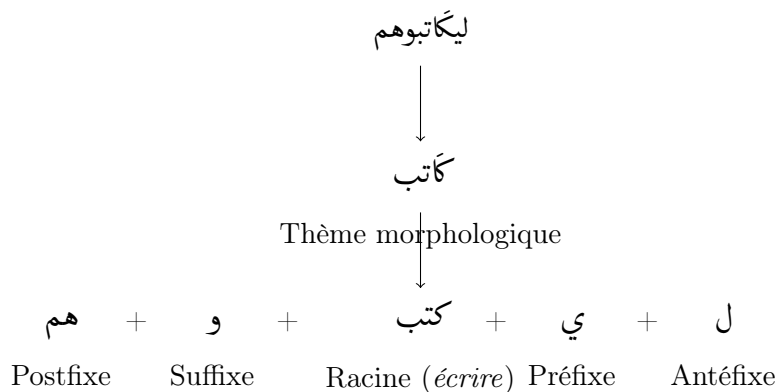 ليكَاتبوهم
كَاتب
Thème morphologique
هم + و + كتب + ي + ل
Postfixe Suffixe Racine (écrire) Préfixe Antéfixe